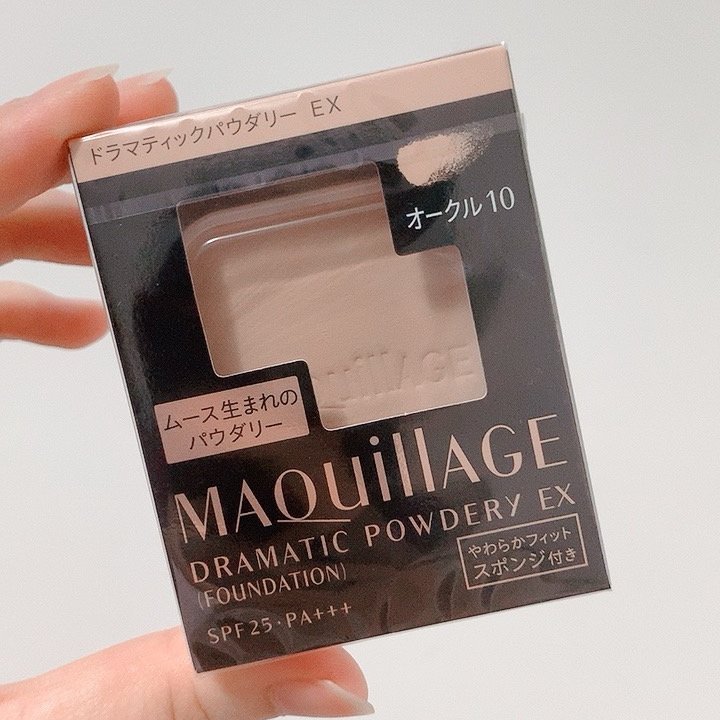 ドラマティックパウダリー EX
オークル10
MAQuillAGE
ムース生まれの
パウダリー
MAQuillAGE
DRAMATIC POWDERY EX
(FOUNDATION)
やわらかフィット
スポンジ付き
SPF25・PA+++